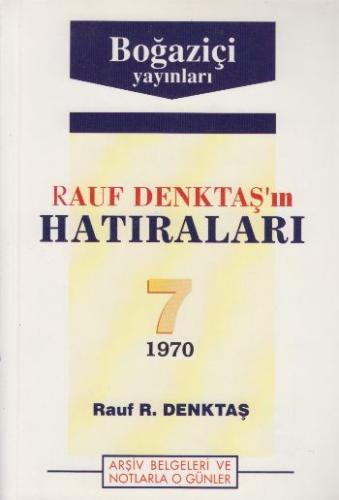 Boğaziçi
yayınları
RAUF DENKTAŞ'ın
HATIRALARI
7
1970
Rauf R. DENKTAŞ
ARŞİV BELGELERİ VE
NOTLARLA O GÜNLER